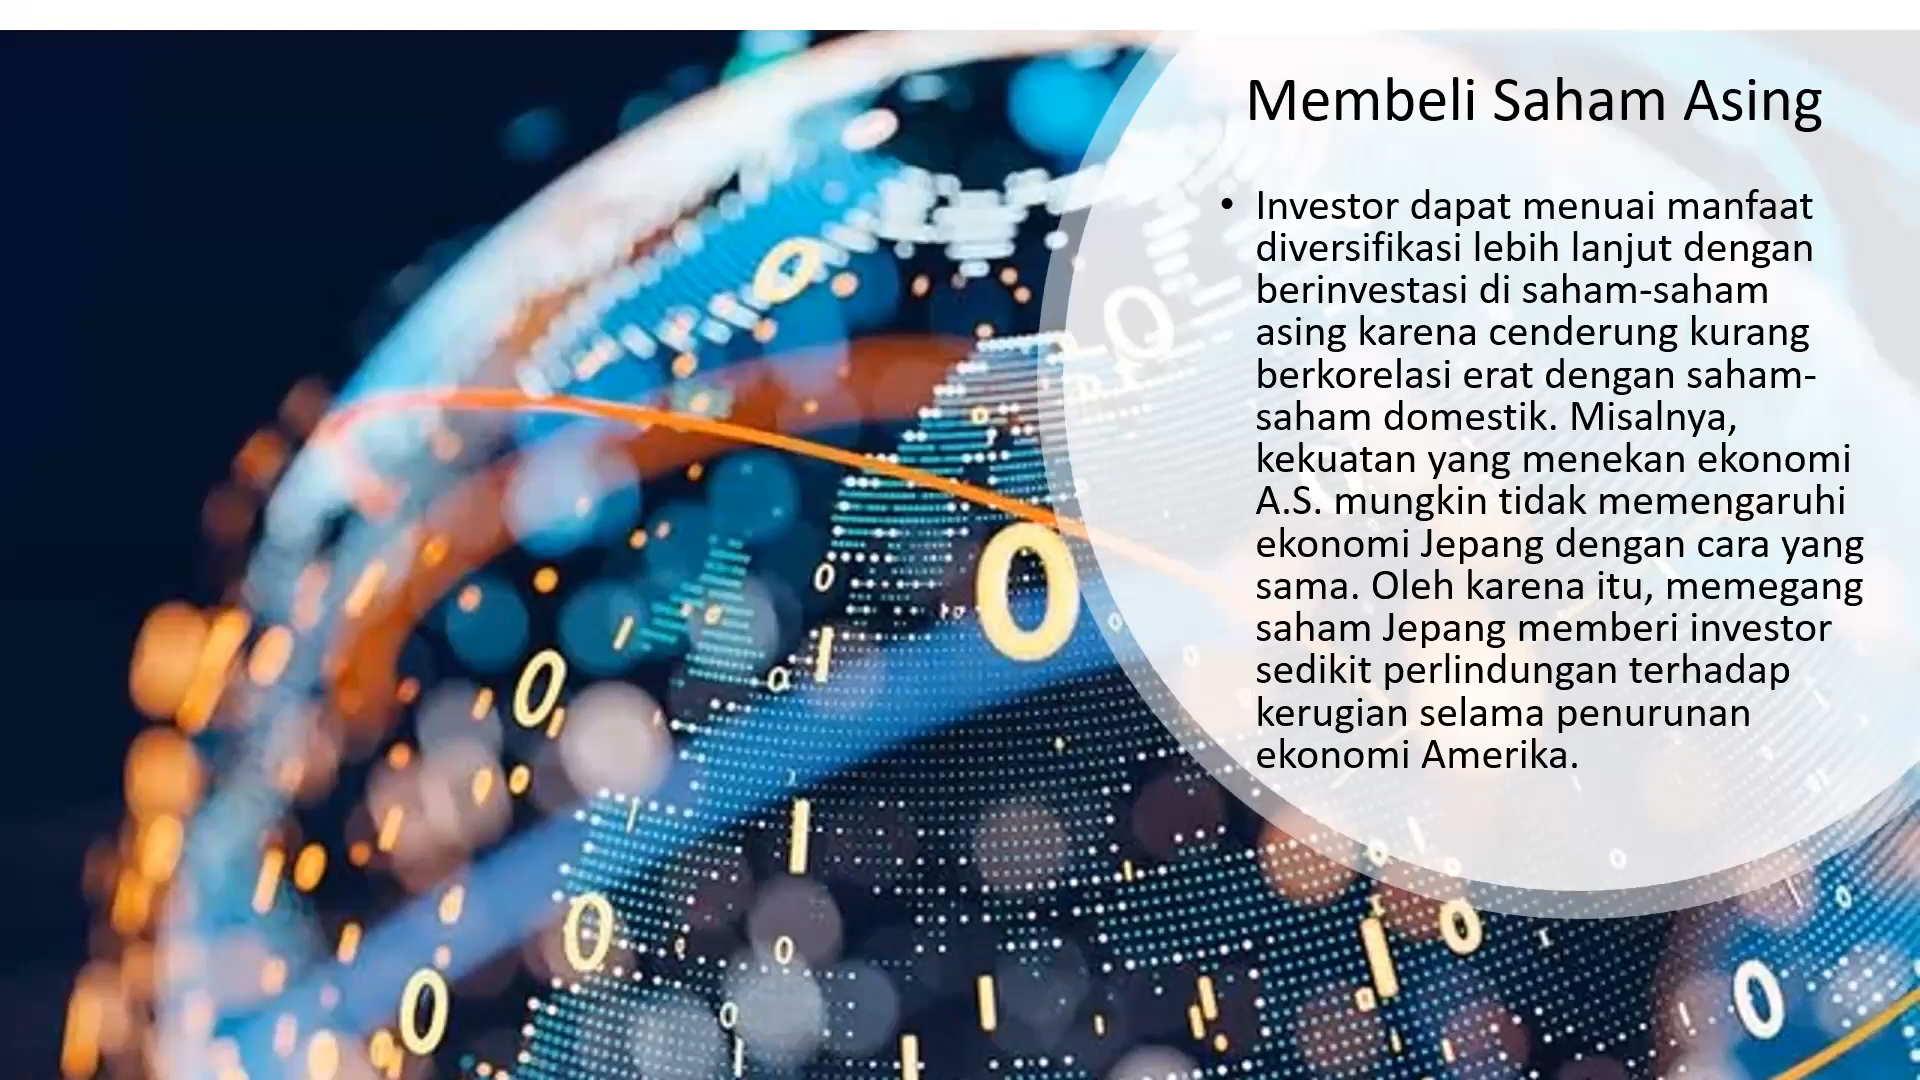 Membeli Saham Asing
• Investor dapat menuai manfaat
diversifikasi lebih lanjut dengan
berinvestasi di saham-saham
asing karena cenderung kurang
berkorelasi erat dengan saham-
saham domestik. Misalnya,
kekuatan yang menekan ekonomi
A.S. mungkin tidak memengaruhi
ekonomi Jepang dengan cara yang
sama. Oleh karena itu, memegang
saham Jepang memberi investor
sedikit perlindungan terhadap
kerugian selama penurunan
ekonomi Amerika.